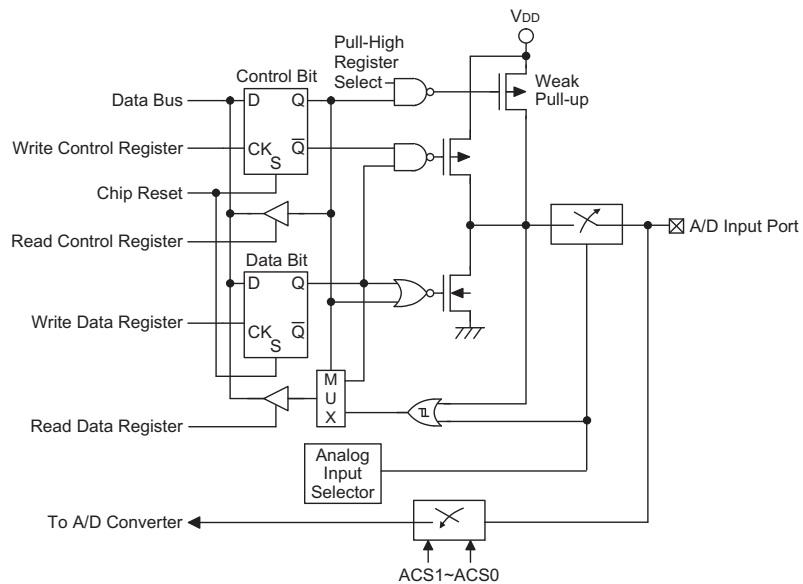 VDD
Pull-High
Register
Select
Weak
Pull-up
Control Bit
Data Bus
D
Q
Write Control Register
CK
Q
S
Chip Reset
Read Control Register
A/D Input Port
Data Bit
D
Q
Write Data Register
CK
Q
S
M
U
X
Read Data Register
Analog
Input
Selector
To A/D Converter
ACS1~ACS0